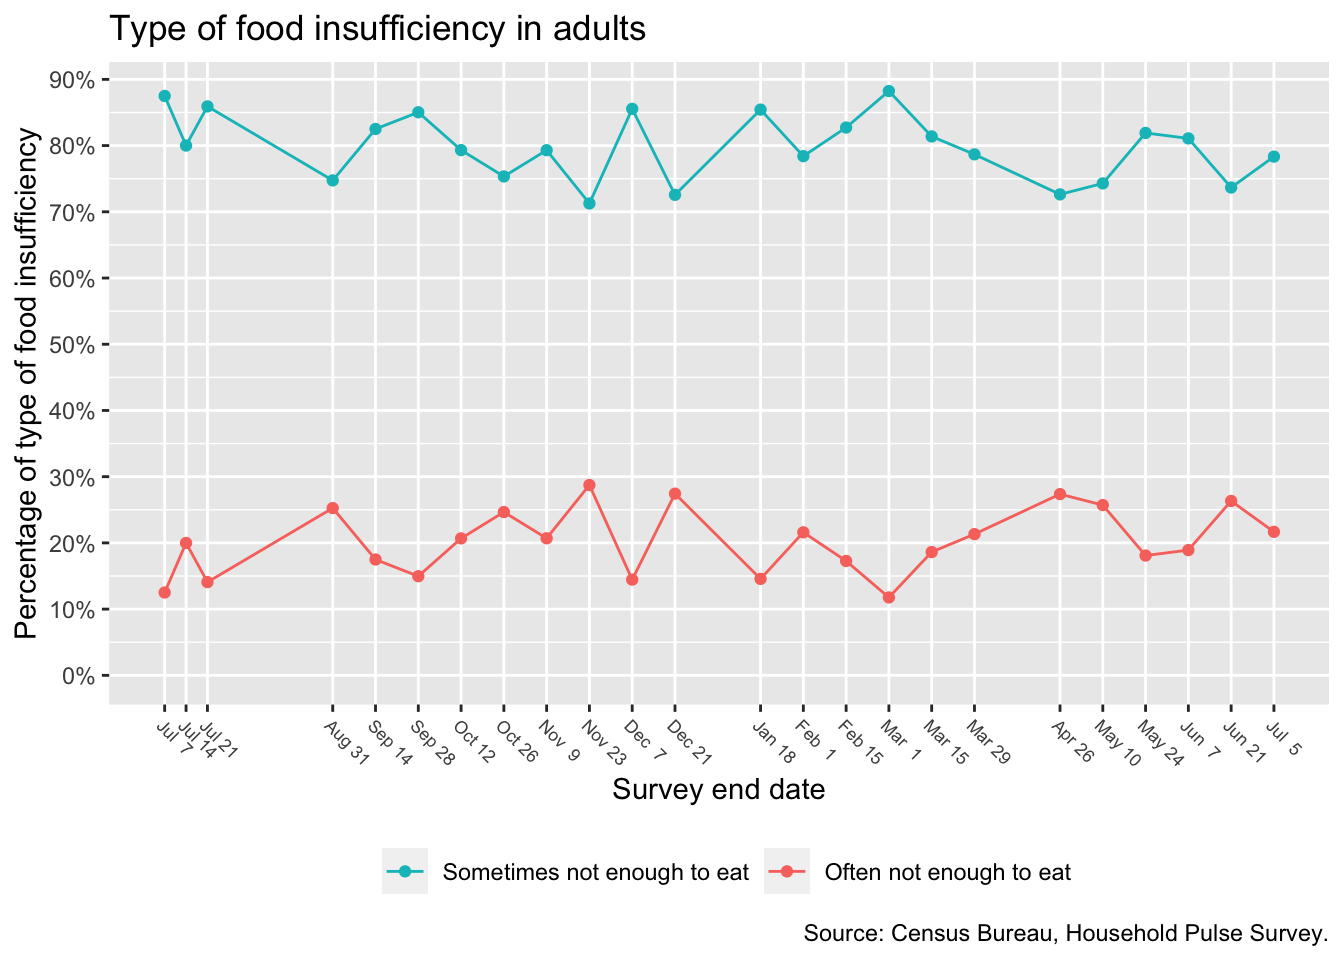 Type of food insufficiency in adults
90%
80%
70%
60%
50%
40%
30%
20%
10%
0%
Percentage of type of food insufficiency
Jul 7
Jul 14
Jul 21
Aug 31
Sep 14
Sep 28
Oct 12
Oct 26
Nov 9
Nov 23
Dec 7
Dec 21
Jan 18
Feb 1
Feb 15
Mar 1
Mar 15
Mar 29
Apr 26
May 10
May 24
Jun 7
Jun 21
Jul 5
Survey end date
Sometimes not enough to eat
Often not enough to eat
Source: Census Bureau, Household Pulse Survey.